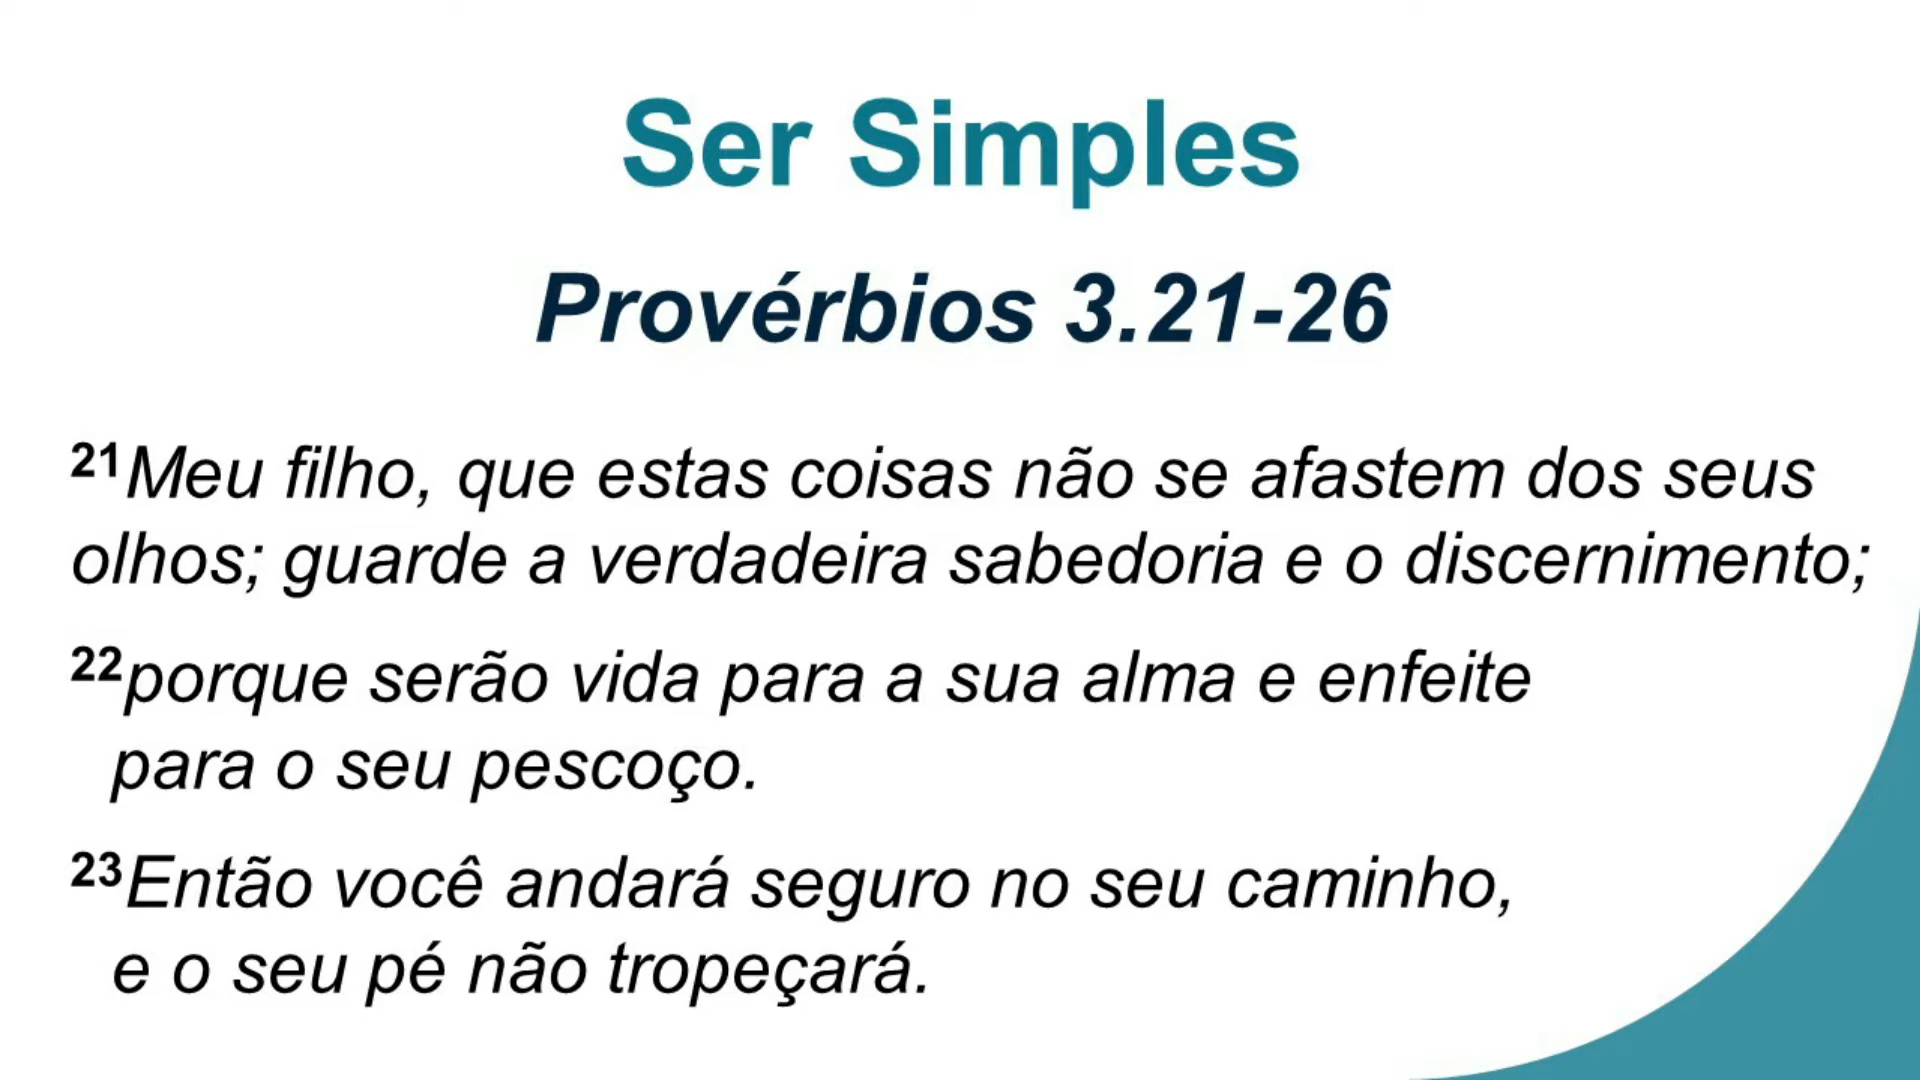 Ser Simples
Provérbios 3.21-26
21Meu filho, que estas coisas não se afastem dos seus
olhos; guarde a verdadeira sabedoria e o discernimento;
22porque serão vida para a sua alma e enfeite
para o seu pescoço.
23Então você andará seguro no seu caminho,
e o seu pé não tropeçará.